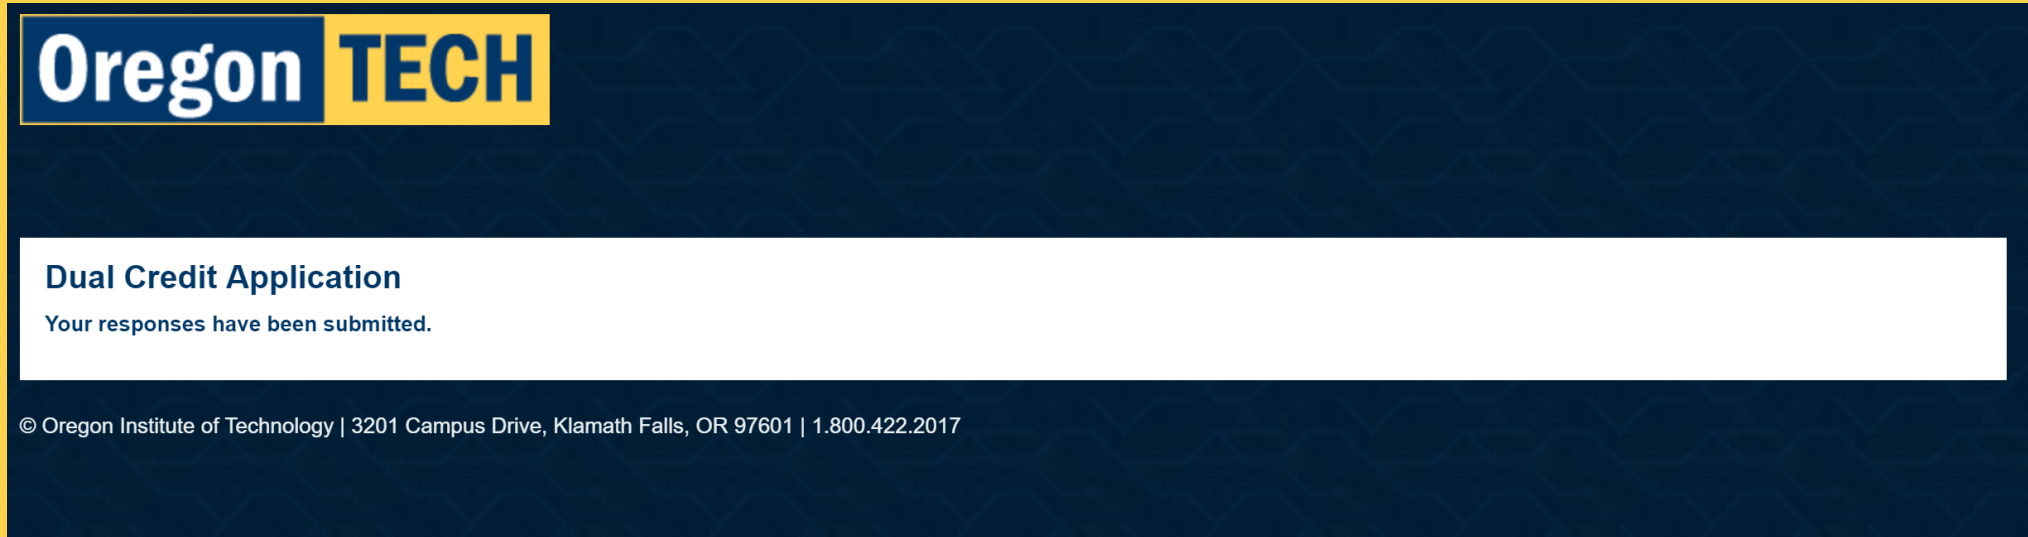 Oregon TECH
Dual Credit Application
Your responses have been submitted.
© Oregon Institute of Technology | 3201 Campus Drive, Klamath Falls, OR 97601 | 1.800.422.2017